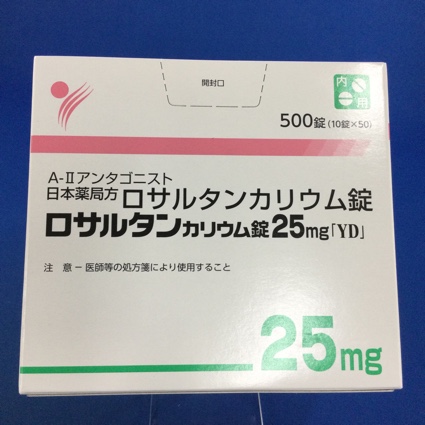 開封口
内
用
500錠(10錠×50)
A-Ⅱアンタゴニスト
日本薬局方 ロサルタンカリウム錠
ロサルタンカリウム錠25mg「YD」
注 意 − 医師等の処方箋により使用すること
25mg